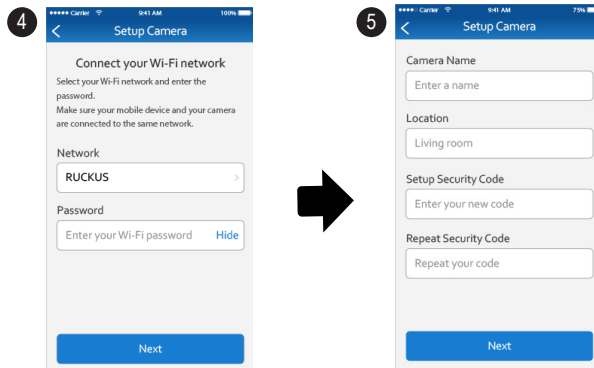 4
Carrier 9:41 AM 100%
Setup Camera
Connect your Wi-Fi network
Select your Wi-Fi network and enter the
password.
Make sure your mobile device and your camera
are connected to the same network.
Network
RUCKUS
Password
Enter your Wi-Fi password Hide
Next
5
Carrier 9:41 AM 75%
Setup Camera
Camera Name
Enter a name
Location
Living room
Setup Security Code
Enter your new code
Repeat Security Code
Repeat your code
Next